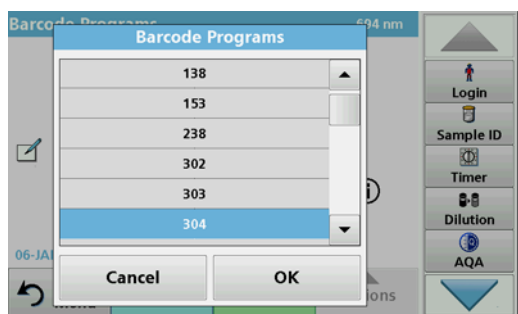 Barcode Programs 694 nm
Barcode Programs
138
153
238
302
303
304
Cancel
OK
06-JA
Login
Sample ID
Timer
Dilution
AQA